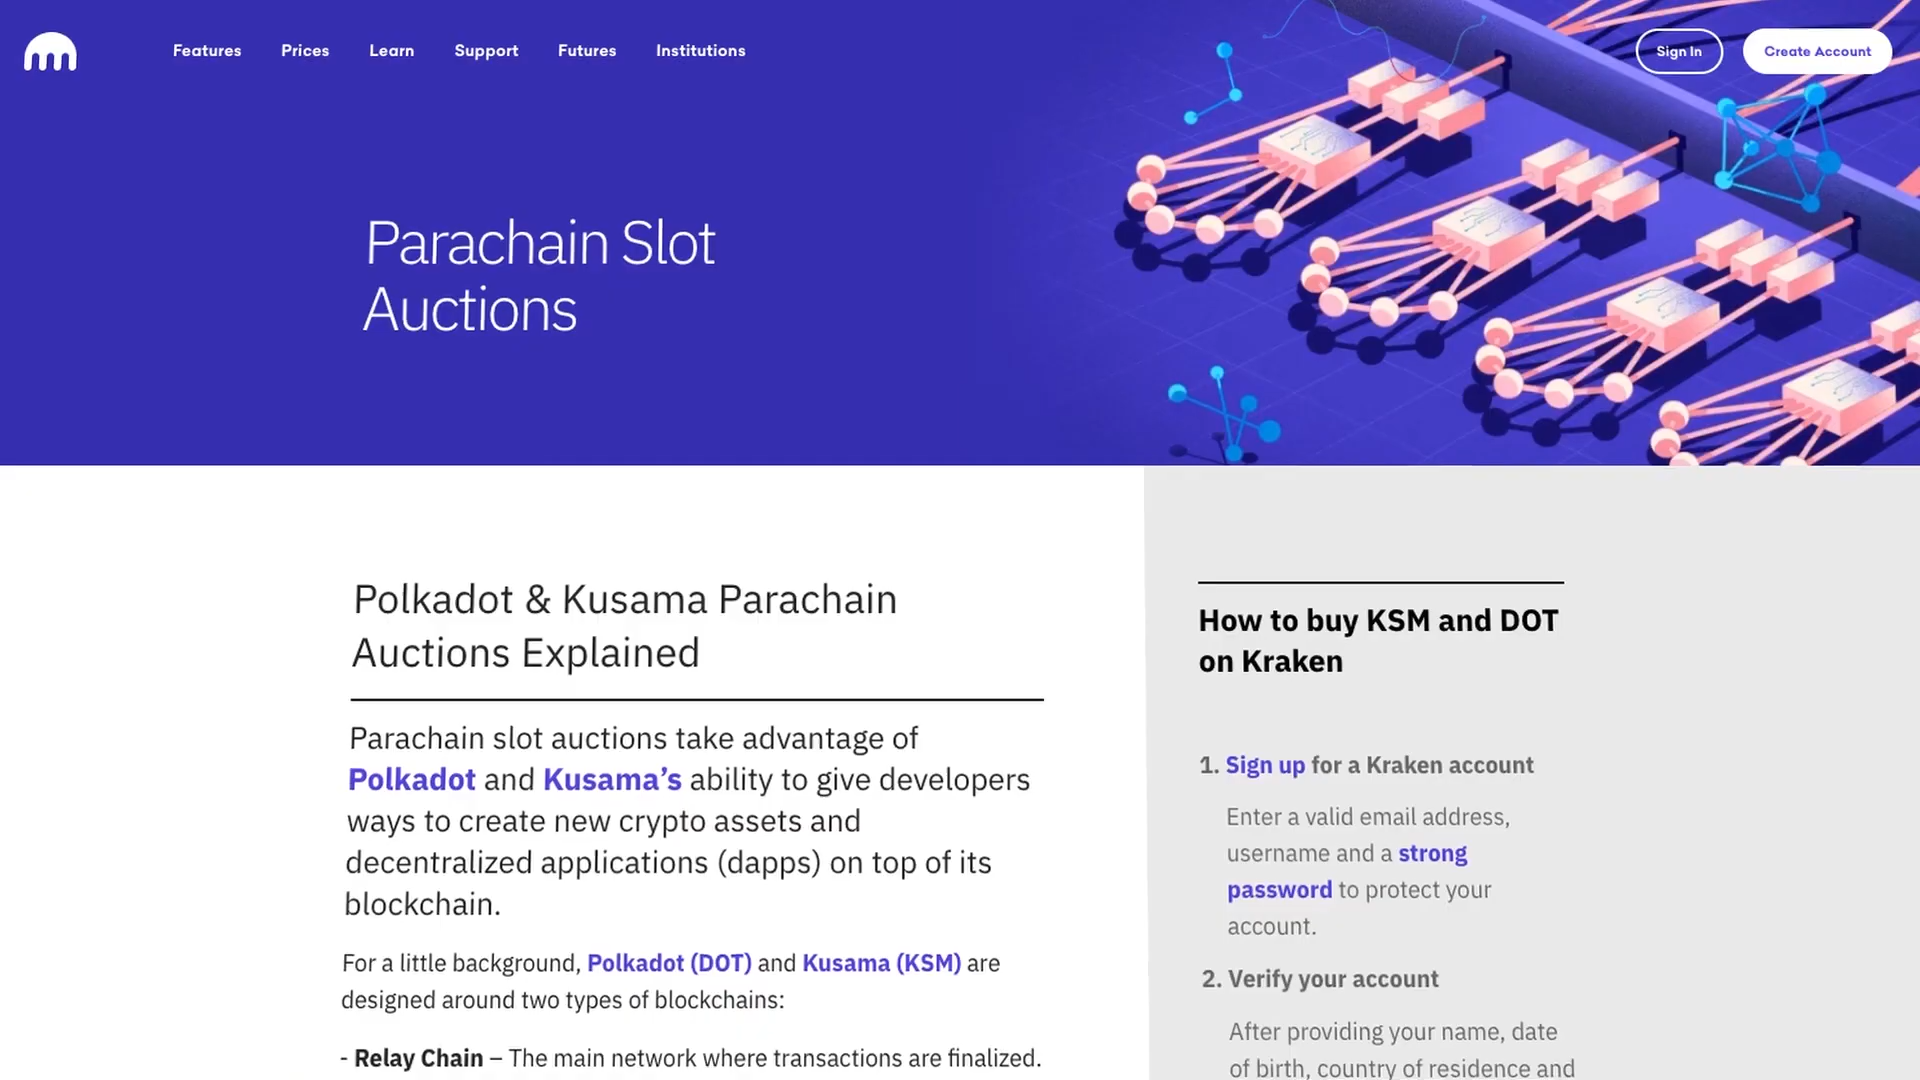 Features Prices Learn Support Futures Institutions Sign In Create Account
Parachain Slot
Auctions
Polkadot & Kusama Parachain
Auctions Explained
Parachain slot auctions take advantage of
Polkadot and Kusama’s ability to give developers
ways to create new crypto assets and
decentralized applications (dapps) on top of its
blockchain.
For a little background, Polkadot (DOT) and Kusama (KSM) are
designed around two types of blockchains:
- Relay Chain – The main network where transactions are finalized.
How to buy KSM and DOT
on Kraken
1. Sign up for a Kraken account
Enter a valid email address,
username and a strong
password to protect your
account.
2. Verify your account
After providing your name, date
of birth, country of residence and